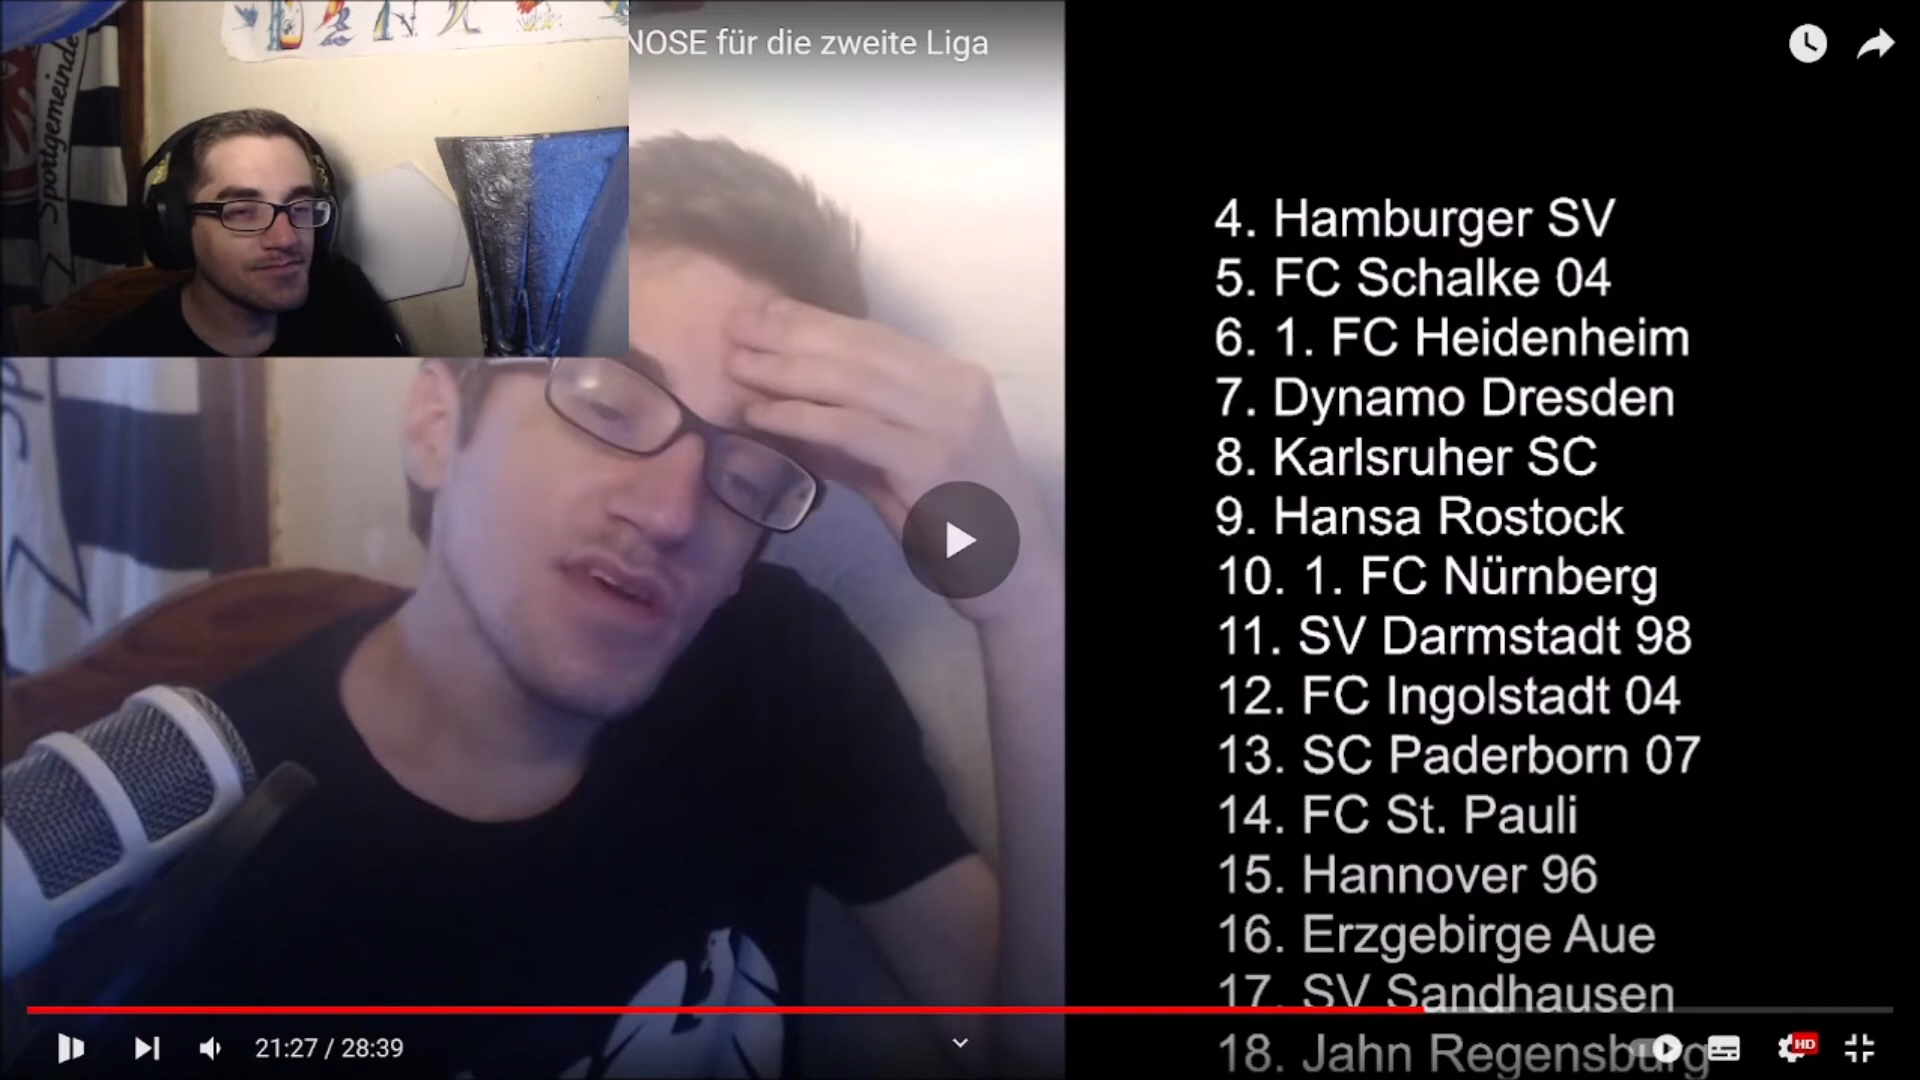 Sportgemeinde
NOSE für die zweite Liga
4. Hamburger SV
5. FC Schalke 04
6. 1. FC Heidenheim
7. Dynamo Dresden
8. Karlsruher SC
9. Hansa Rostock
10. 1. FC Nürnberg
11. SV Darmstadt 98
12. FC Ingolstadt 04
13. SC Paderborn 07
14. FC St. Pauli
15. Hannover 96
16. Erzgebirge Aue
17. SV Sandhausen
18. Jahn Regensburg
21:27 / 28:39
HD